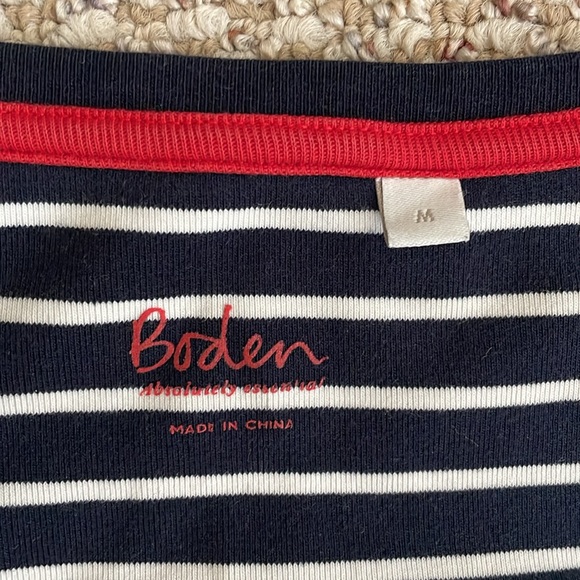 M
Boden
Absolutely essential
MADE IN CHINA